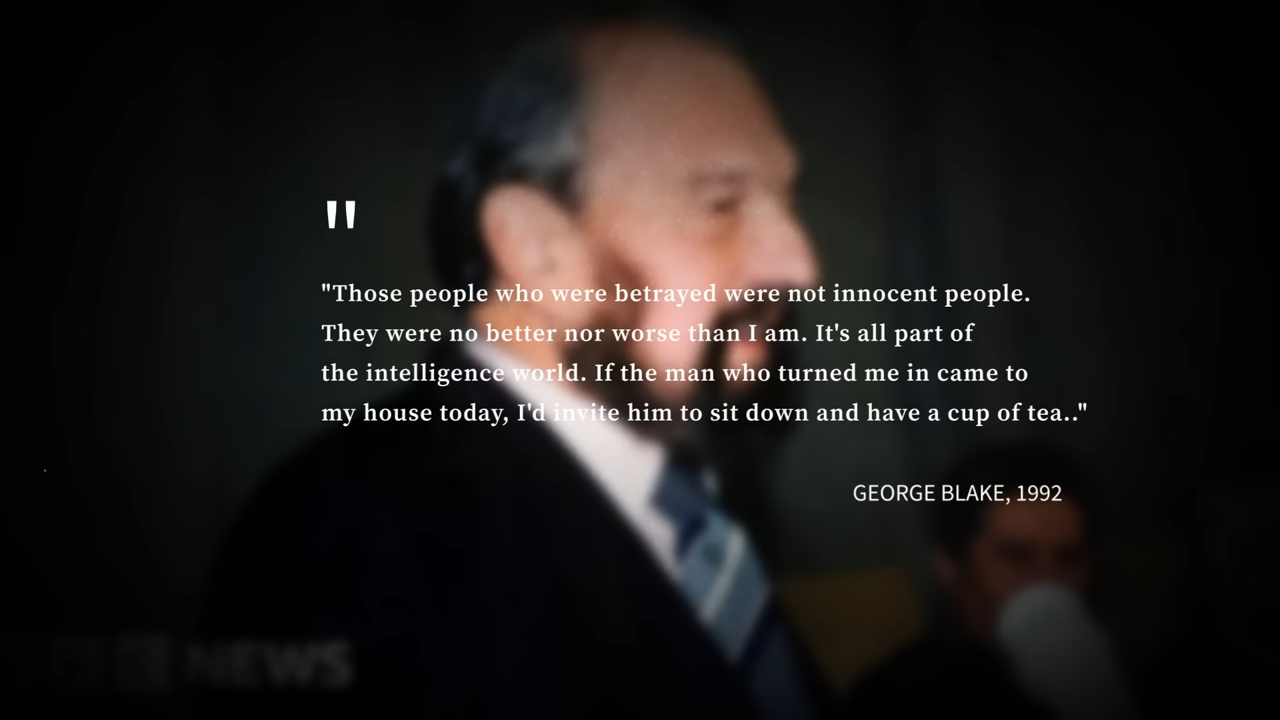 "
"Those people who were betrayed were not innocent people.
They were no better nor worse than I am. It's all part of
the intelligence world. If the man who turned me in came to
my house today, I'd invite him to sit down and have a cup of tea.."
GEORGE BLAKE, 1992
NEWS